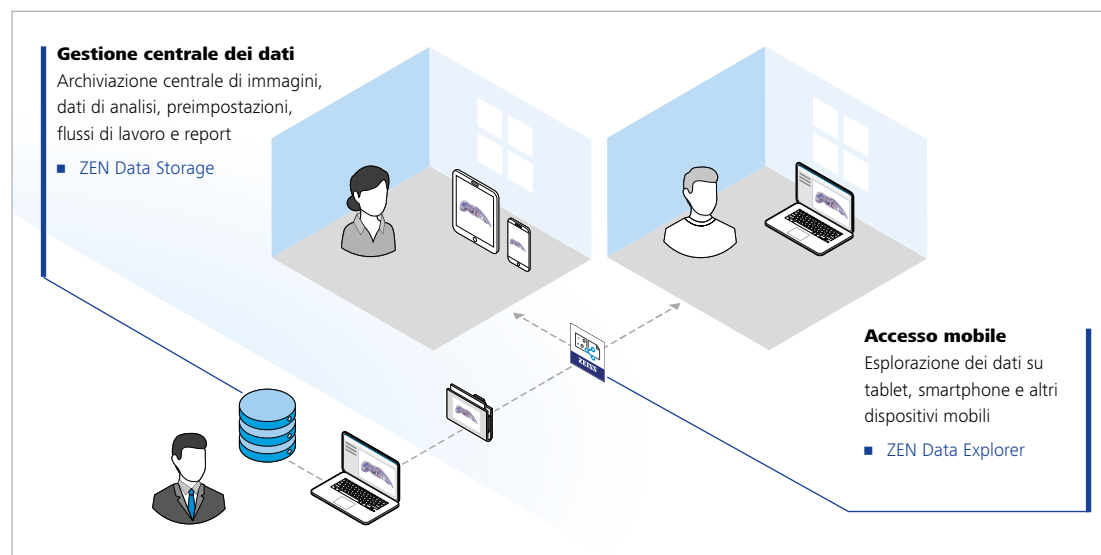 Gestione centrale dei dati
Archiviazione centrale di immagini,
dati di analisi, preimpostazioni,
flussi di lavoro e report
■ ZEN Data Storage
ZEISS
Accesso mobile
Esplorazione dei dati su
tablet, smartphone e altri
dispositivi mobili
■ ZEN Data Explorer